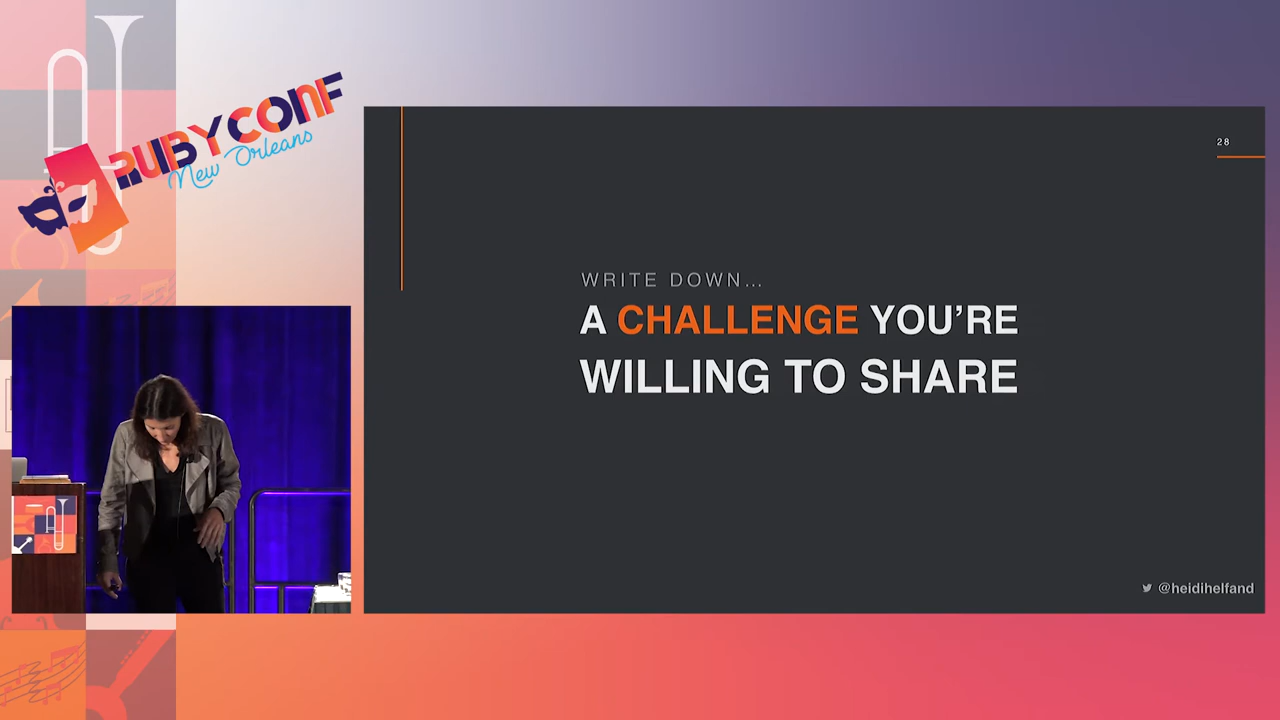 RUBYCONF
New Orleans
28
WRITE DOWN...
A CHALLENGE YOU'RE
WILLING TO SHARE
@heidihelfand